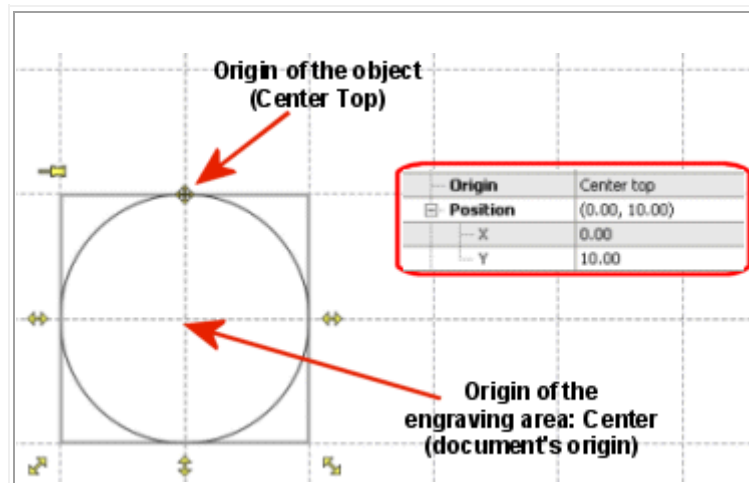 Origin of the object
(Center Top)
Origin Center top
Position (0.00, 10.00)
X 0.00
Y 10.00
Origin of the
engraving area: Center
(document's origin)